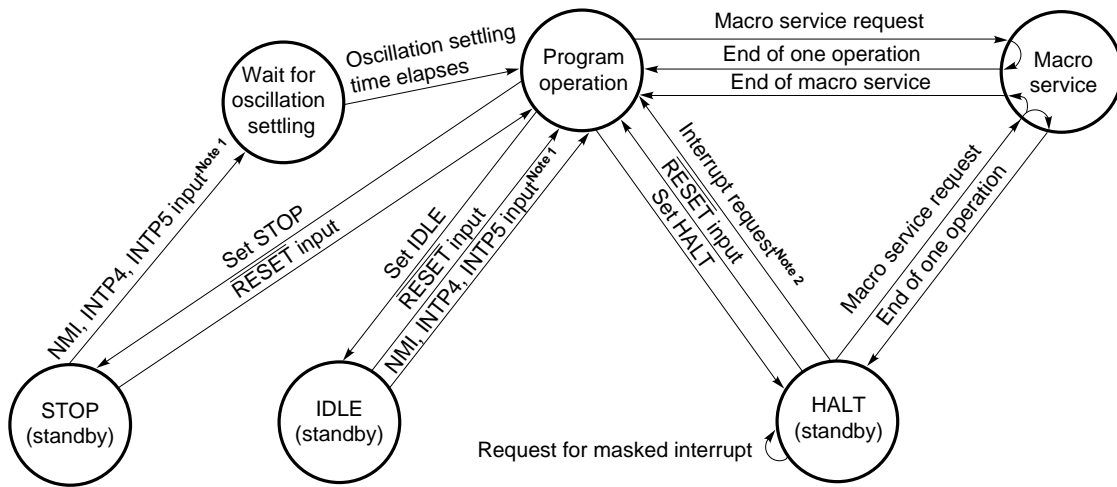 Macro service request
End of one operation
End of macro service
Program
operation
Macro
service
Oscillation settling
time elapses
Wait for
oscillation
settling
NMI, INTP4, INTP5 input Note 1
Set STOP
RESET input
Set IDLE
RESET input
NMI, INTP4, INTP5 input Note 1
Interrupt request Note 2
RESET input
Set HALT
Macro service request
End of one operation
STOP
(standby)
IDLE
(standby)
HALT
(standby)
Request for masked interrupt